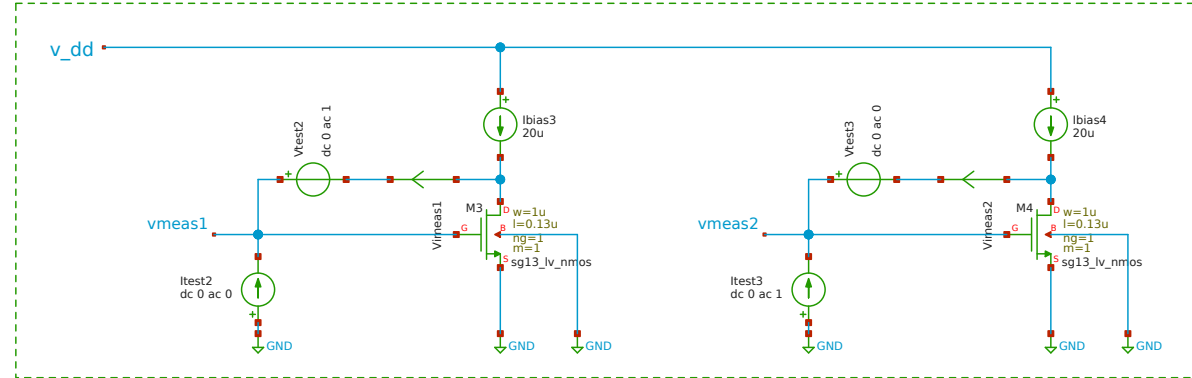 v_dd
+
Ibias3
20u
Vtest2
dc 0 ac 1
+
vmeas1
Vimeas1
M3
D
G
B
S
w=1u
l=0.13u
ng=1
m=1
sg13_lv_nmos
Itest2
dc 0 ac 0
+
GND
GND
GND
+
Ibias4
20u
Vtest3
dc 0 ac 0
+
vmeas2
Vimeas2
M4
D
G
B
S
w=1u
l=0.13u
ng=1
m=1
sg13_lv_nmos
Itest3
dc 0 ac 1
+
GND
GND
GND